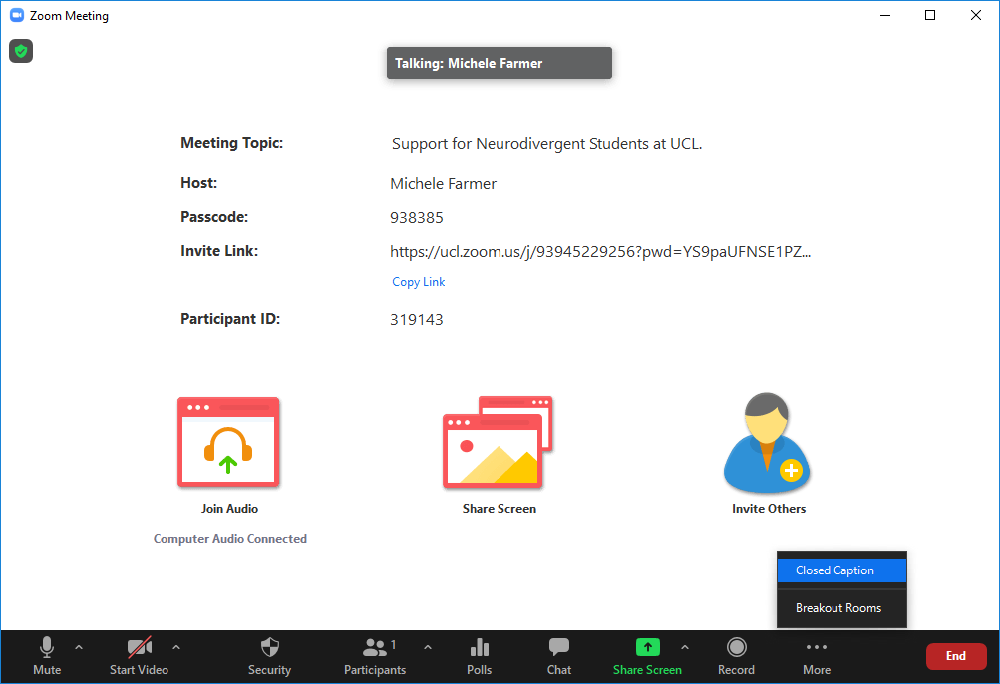 Zoom Meeting
Talking: Michele Farmer
Meeting Topic: Support for Neurodivergent Students at UCL.
Host: Michele Farmer
Passcode: 938385
Invite Link: https://ucl.zoom.us/j/93945229256?pwd=YS9paUFNSE1PZ...
Copy Link
Participant ID: 319143
Join Audio Share Screen Invite Others
Computer Audio Connected
Closed Caption
Breakout Rooms
1
Mute Start Video Security Participants Polls Chat Share Screen Record More End